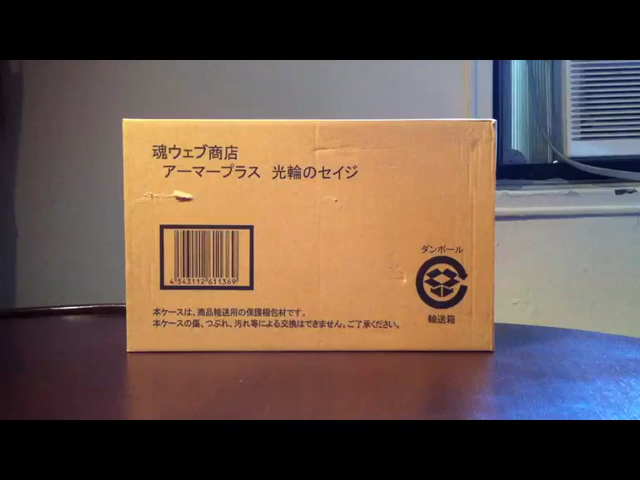 魂ウェブ商店
アーマープラス 光輪のセイジ
4543112611369
ダンボール
輸送箱
本ケースは、商品輸送用の保護梱包材です。
本ケースの傷、つぶれ、汚れ等による交換はできません。ご了承ください。